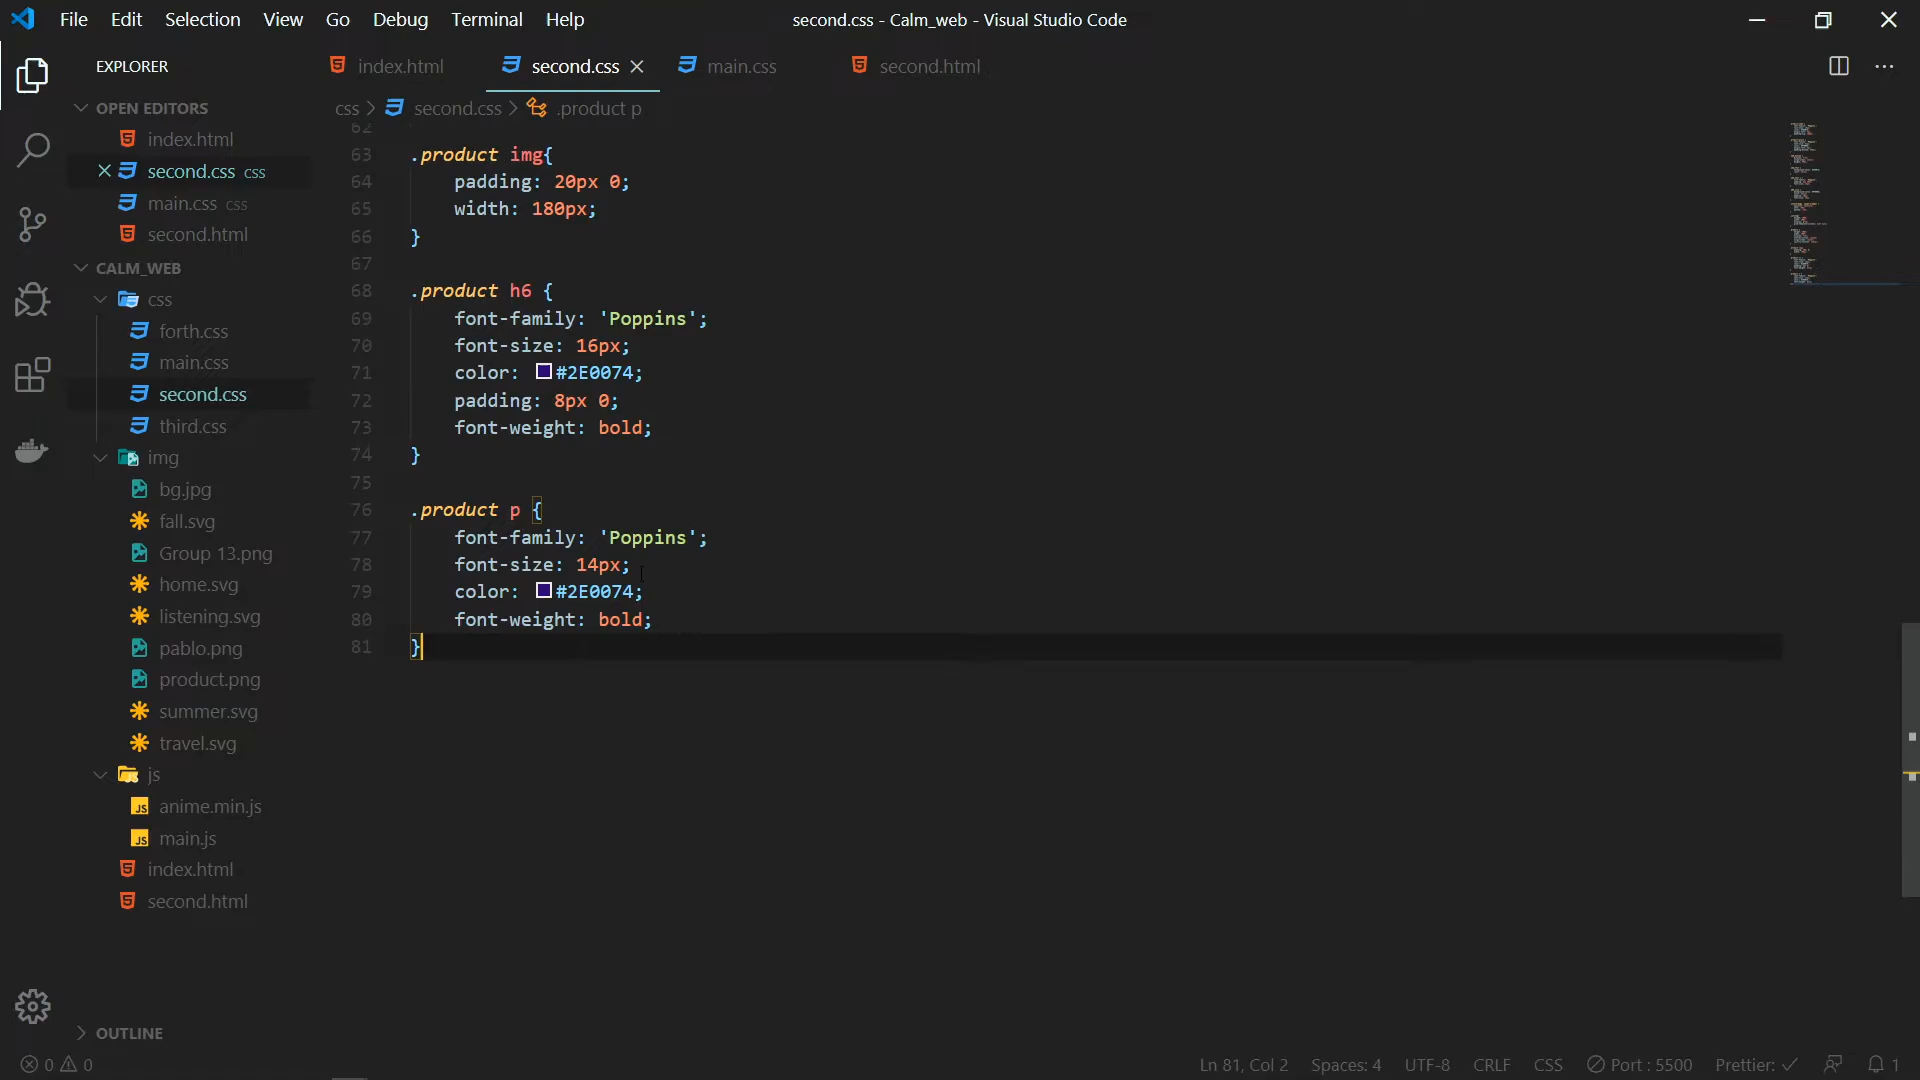 File Edit Selection View Go Debug Terminal Help
second.css - Calm_web - Visual Studio Code
EXPLORER
OPEN EDITORS
index.html
second.css css
main.css css
second.html
CALM_WEB
css
forth.css
main.css
second.css
third.css
img
bg.jpg
fall.svg
Group 13.png
home.svg
listening.svg
pablo.png
product.png
summer.svg
travel.svg
js
anime.min.js
main.js
index.html
second.html
OUTLINE
index.html second.css main.css second.html
css > second.css > .product p
62
63 .product img{
64 padding: 20px 0;
65 width: 180px;
66 }
67
68 .product h6 {
69 font-family: 'Poppins';
70 font-size: 16px;
71 color: #2E0074;
72 padding: 8px 0;
73 font-weight: bold;
74 }
75
76 .product p {
77 font-family: 'Poppins';
78 font-size: 14px;
79 color: #2E0074;
80 font-weight: bold;
81 }
0 0 Ln 81, Col 2 Spaces: 4 UTF-8 CRLF CSS Port : 5500 Prettier: ✓ 1